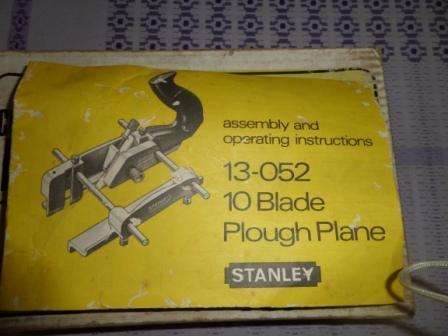 assembly and
operating instructions
13-052
10 Blade
Plough Plane
STANLEY